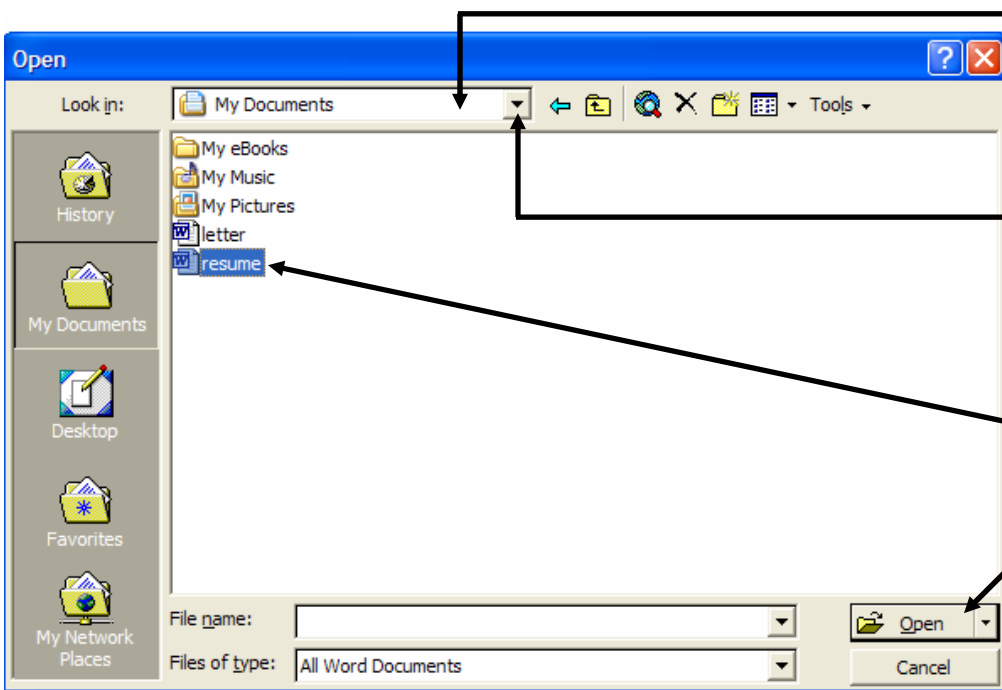 Open
Look in:
My Documents
Tools
My eBooks
My Music
My Pictures
letter
resume
History
My Documents
Desktop
Favorites
My Network
Places
File name:
Open
Files of type:
All Word Documents
Cancel